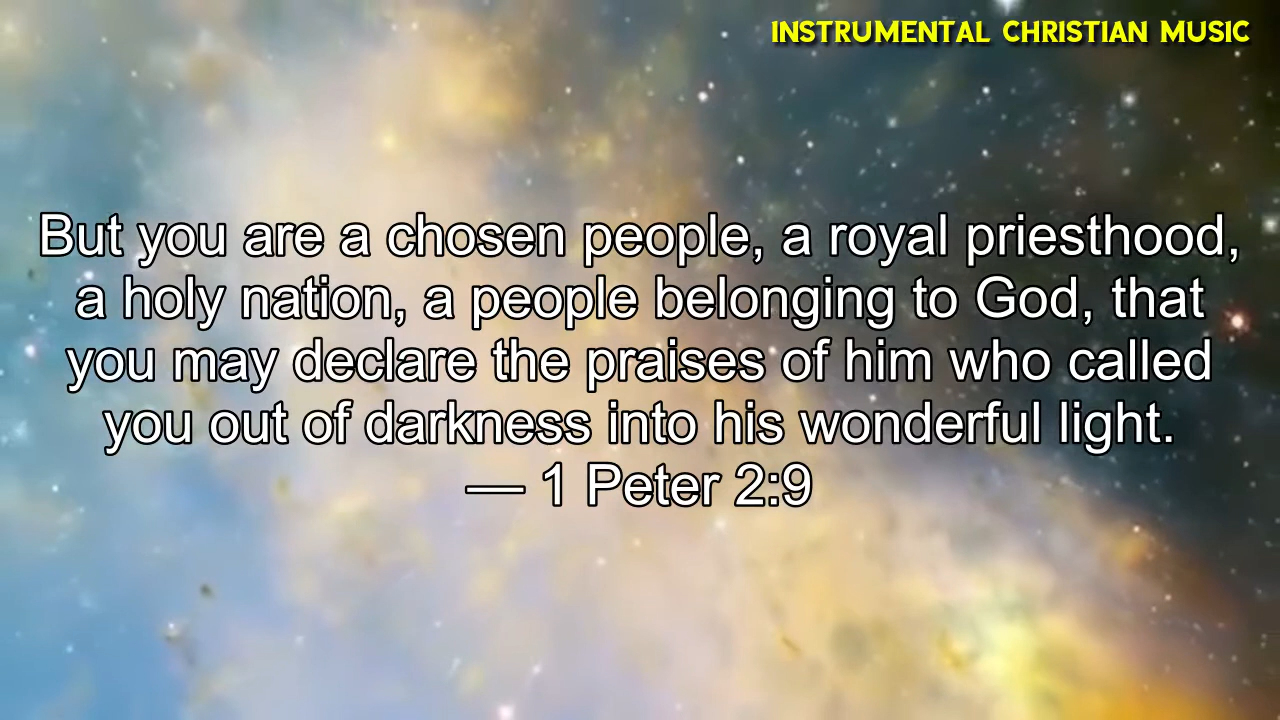 INSTRUMENTAL CHRISTIAN MUSIC
But you are a chosen people, a royal priesthood,
a holy nation, a people belonging to God, that
you may declare the praises of him who called
you out of darkness into his wonderful light.
— 1 Peter 2:9